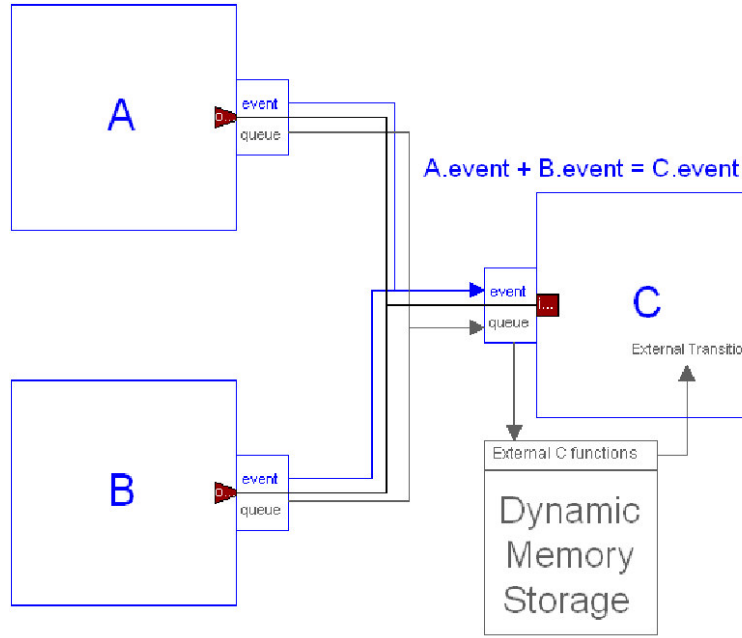 A
o...
event
queue
A.event + B.event = C.event
event
queue
i...
C
External Transitio
B
o...
event
queue
External C functions
Dynamic
Memory
Storage